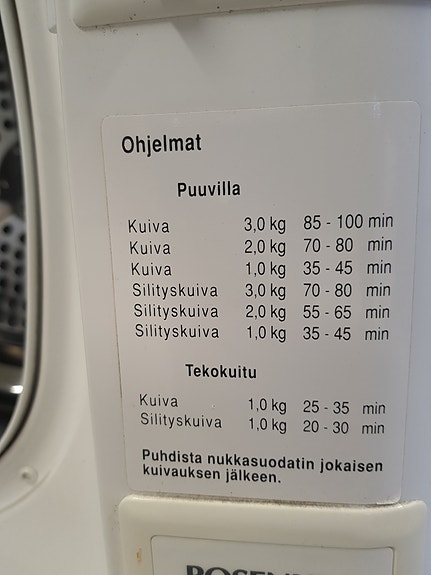 Ohjelmat
Puuvilla
Kuiva 3,0 kg 85 - 100 min
Kuiva 2,0 kg 70 - 80 min
Kuiva 1,0 kg 35 - 45 min
Silityskuiva 3,0 kg 70 - 80 min
Silityskuiva 2,0 kg 55 - 65 min
Silityskuiva 1,0 kg 35 - 45 min
Tekokuitu
Kuiva 1,0 kg 25 - 35 min
Silityskuiva 1,0 kg 20 - 30 min
Puhdista nukkasuodatin jokaisen
kuivauksen jälkeen.